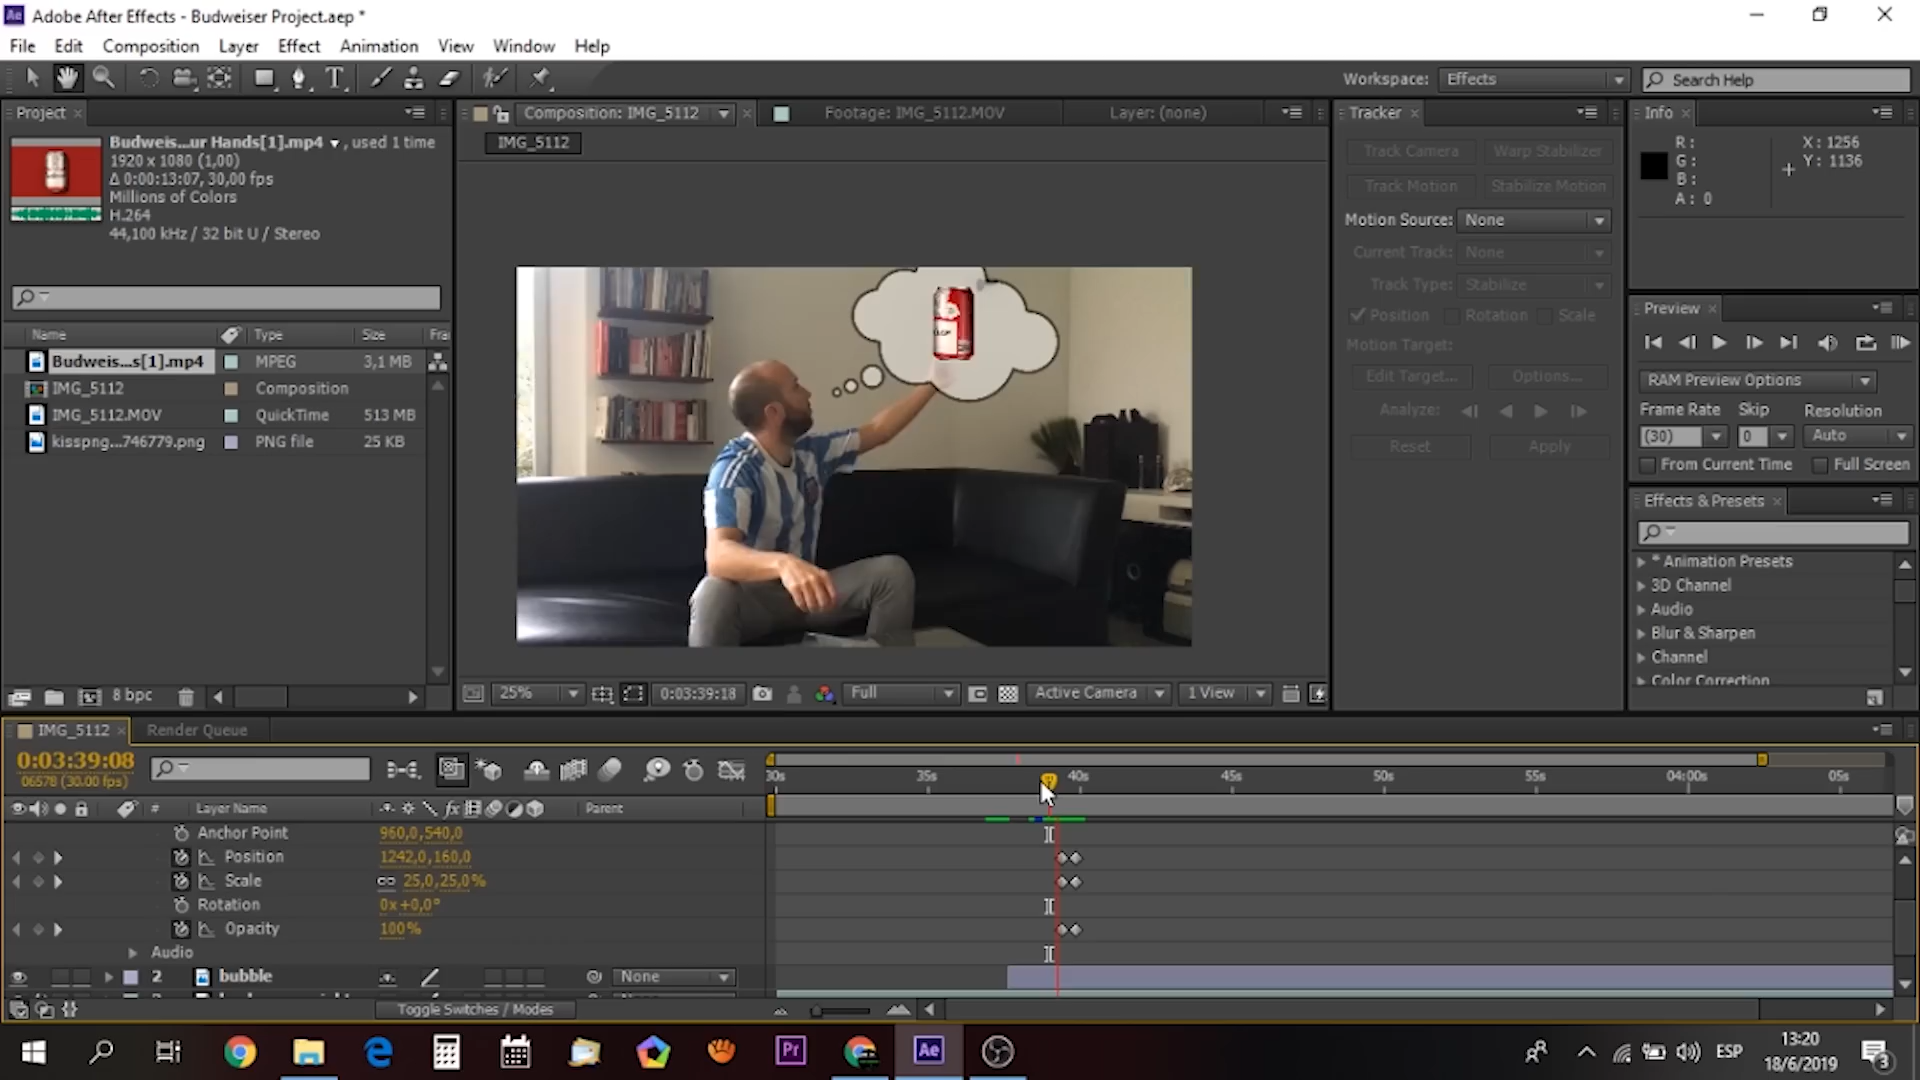 Adobe After Effects - Budweiser Project.aep *
File Edit Composition Layer Effect Animation View Window Help
Workspace: Effects
Search Help
Project
Budweis...ur Hands[1].mp4 , used 1 time
1920 x 1080 (1,00)
Δ 0:00:13:07, 30,00 fps
Millions of Colors
H.264
44,100 kHz / 32 bit U / Stereo
Name Type Size Fra
Budweis...s[1].mp4 MPEG 3,1 MB
IMG_5112 Composition
IMG_5112.MOV QuickTime 513 MB
kisspng...746779.png PNG file 25 KB
8 bpc
Composition: IMG_5112 Footage: IMG_5112.MOV Layer: (none)
IMG_5112
25% 0:03:39:18 Full Active Camera 1 View
Tracker
Track Camera Warp Stabilizer
Track Motion Stabilize Motion
Motion Source: None
Current Track: None
Track Type: Stabilize
Position Rotation Scale
Motion Target:
Edit Target... Options...
Analyze:
Reset Apply
Info
R: X: 1256
G: Y: 1136
B:
A: 0
Preview
RAM Preview Options
Frame Rate Skip Resolution
(30) 0 Auto
From Current Time Full Screen
Effects & Presets
* Animation Presets
3D Channel
Audio
Blur & Sharpen
Channel
Color Correction
IMG_5112 Render Queue
0:03:39:08
06578 (30.00 fps)
# Layer Name Parent
Anchor Point 960,0,540,0
Position 1242,0,160,0
Scale 25,0,25,0%
Rotation 0x+0,0°
Opacity 100%
Audio
2 bubble None
Toggle Switches / Modes
30s 35s 40s 45s 50s 55s 04:00s 05s
Pr Ae
ESP
13:20
18/6/2019
3